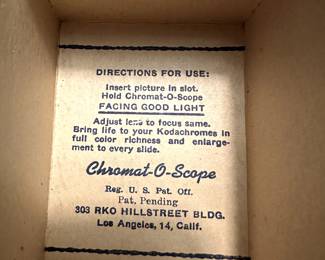 DIRECTIONS FOR USE:
Insert picture in slot.
Hold Chromat-O-Scope
FACING GOOD LIGHT
Adjust lens to focus same.
Bring life to your Kodachromes in
full color richness and enlarge-
ment to every slide.
Chromat-O-Scope
Reg. U. S. Pat. Off.
Pat. Pending
303 RKO HILLSTREET BLDG.
Los Angeles, 14, Calif.